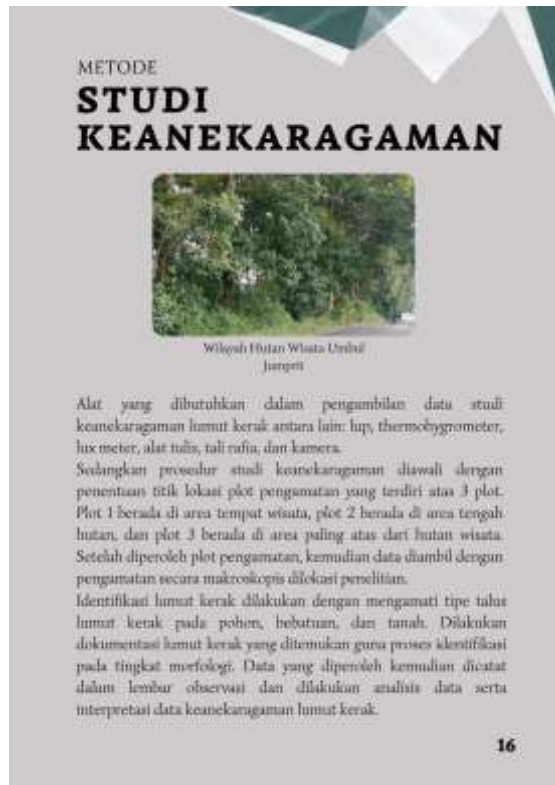 METODE
STUDI
KEANEKARAGAMAN
Wilayah Hutan Wisata Umbul
Jumprit
Alat yang dibutuhkan dalam pengambilan data studi
keanekaragaman lumut kerak antara lain: lup, thermohygrometer,
lux meter, alat tulis, tali rafia, dan kamera.
Sedangkan prosedur studi keanekaragaman diawali dengan
penentuan titik lokasi plot pengamatan yang terdiri atas 3 plot.
Plot 1 berada di area tempat wisata, plot 2 berada di area tengah
hutan, dan plot 3 berada di area paling atas dari hutan wisata.
Setelah diperoleh plot pengamatan, kemudian data diambil dengan
pengamatan secara makroskopis dilokasi penelitian.
Identifikasi lumut kerak dilakukan dengan mengamati tipe talus
lumut kerak pada pohon, bebatuan, dan tanah. Dilakukan
dokumentasi lumut kerak yang ditemukan guna proses identifikasi
pada tingkat morfologi. Data yang diperoleh kemudian dicatat
dalam lembar observasi dan dilakukan analisis data serta
interpretasi data keanekaragaman lumut kerak.
16